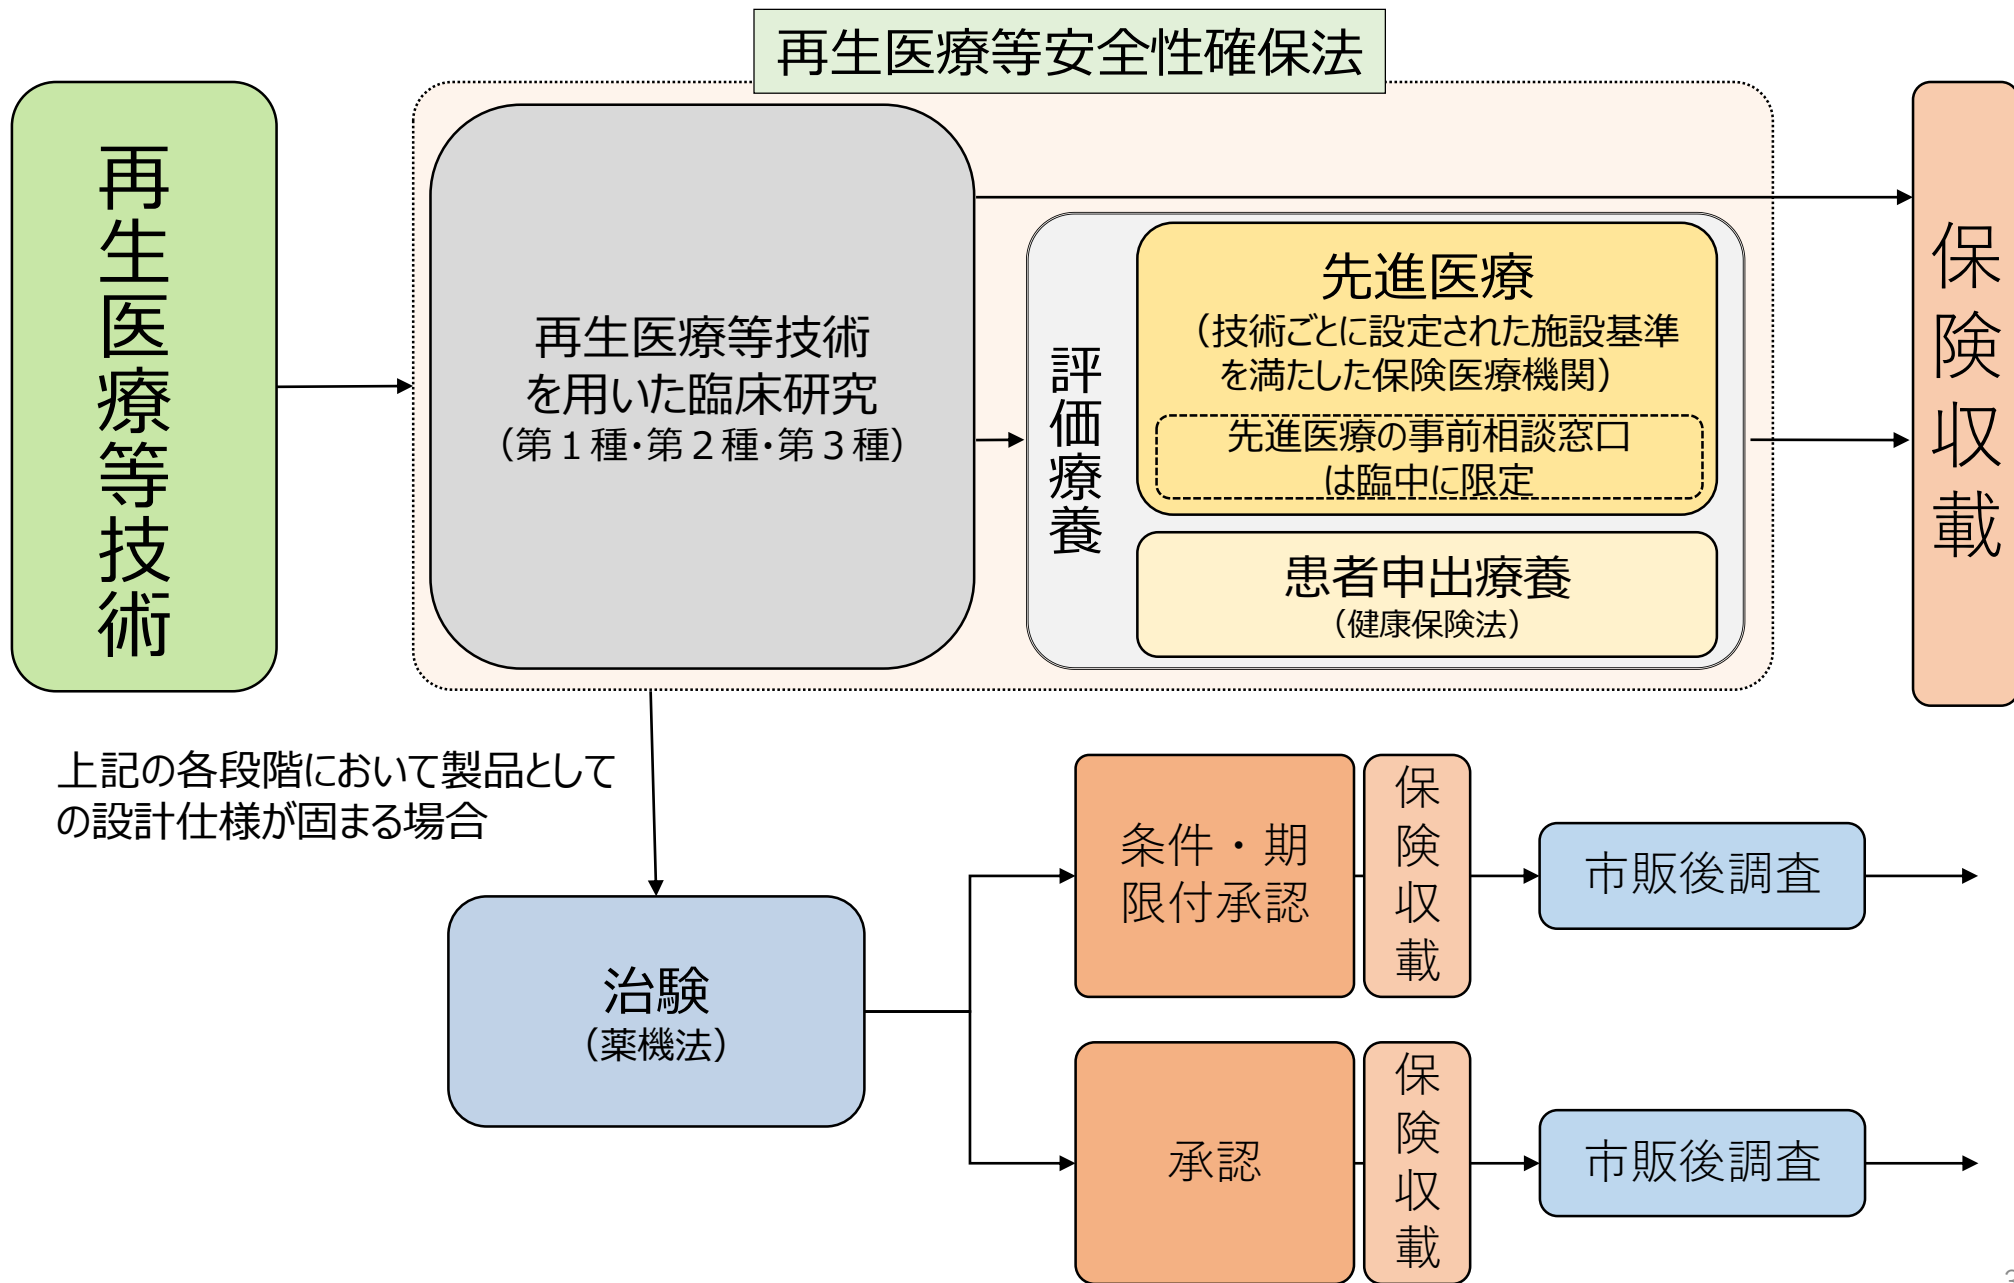 再生医療等安全性確保法
再生医療等技術
再生医療等技術
を用いた臨床研究
（第１種・第２種・第３種）
評価療養
先進医療
（技術ごとに設定された施設基準
を満たした保険医療機関）
先進医療の事前相談窓口
は臨中に限定
患者申出療養
（健康保険法）
保険収載
上記の各段階において製品として
の設計仕様が固まる場合
治験
（薬機法）
条件・期
限付承認
保険収載
市販後調査
承認
保険収載
市販後調査